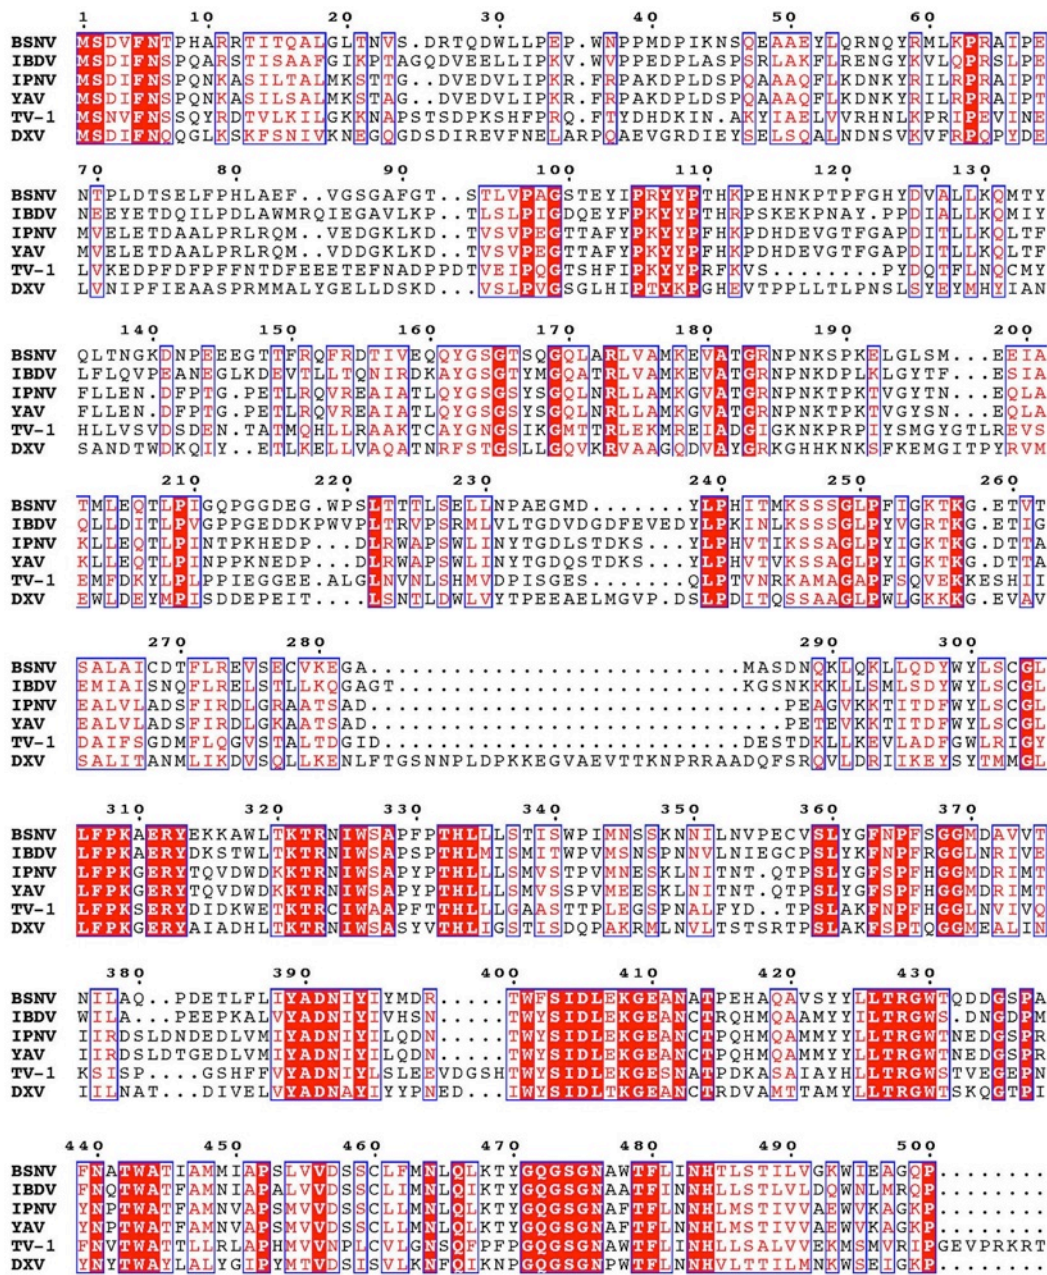 1 10 20 30 40 50 60
BSNV MSDVFNTPHARRTITQALGLTNVS.DRTQDWLLPEP.WNPPMDPIKNSQEAAEYLQRNQYRMLKPRAIPE
IBDV MSDIFNSPQARSTISAAFGIKPTAGQDVEELLIPKV.WVPPEDPLASPSRLAKFLRENGYKVLQPRSLPE
IPNV MSDIFNSPQNKASILTALMKSTTG..DVEDVLIPKR.FRPAKDPLDSPQAAAQFLKDNKYRILRPRAIPT
YAV MSDIFNSPQNKASILSALMKSTAG..DVEDVLIPKR.FRPAKDPLDSPQAAAQFLKDNKYRILRPRAIPT
TV-1 MSNVFNSSQYRDTVLKILGKKNAPSTSDPKSHFPRQ.FTYDHDKIN.AKYIAELVVRHNLKPRIPEVINE
DXV MSDIFNQQGLKSKFSNIVKNEGQGDSDIREVFNELARPQAEVGRDIEYSELSQALNDNSVKVFRPQPYDE
70 80 90 100 110 120 130
BSNV NTPLDTSELFPHLAEF..VGSGAFGT..STLVPAGSTEYIPRYYPTHKPEHNKPTPFGHYDVALLKQMTY
IBDV NEEYETDQILPDLAWMRQIEGAVLKP..TLSLPIGDQEYFPKYYPTHRPSKEKPNAY.PPDIALLKQMIY
IPNV MVELETDAALPRLRQM..VEDGKLKD..TVSVPEGTTAFYPKYYPFHKPDHDEVGTFGAPDITLLKQLTF
YAV MVELETDAALPRLRQM..VDDGKLKD..TVSVPEGTTAFYPKYYPFHKPDHDEVGTFGAPDITLLKQLTF
TV-1 LVKEDPFDFPFFNTDFEEETEFNADPPDTVEIPQGTSHFIPKYYPRFKVS........PYDQTFLNQCMY
DXV LVNIPFIEAASPRMMALYGELLDSKD..VSLPVGSGLHIPTYKPGHEVTPPLLTLPNSLSYEYMHYIAN
140 150 160 170 180 190 200
BSNV QLTNGKDNPEEEGTTFRQFRDTIVEQQYGSGTSQGQLARLVAMKEVATGRNPNKSPKELGLSM...EEIA
IBDV LFLQVPEANEGLKDEVTLLTQNIRDKAYGSGTYMGQATRLVAMKEVATGRNPNKDPLKLGYTF...ESIA
IPNV FLLEN.DFPTG.PETLRQVREAIATLQYGSGSYSGQLNRLLAMKGVATGRNPNKTPKTVGYTN...EQLA
YAV FLLEN.DFPTG.PETLRQVREAIATLQYGSGSYSGQLNRLLAMKGVATGRNPNKTPKTVGYSN...EQLA
TV-1 HLLVSVDSDEN.TATMQHLLRAAKTCAYGNGSIKGMTTRLEKMREIADYGIGKNKPRPIYSMGYGTLREVS
DXV SANDTWDKQIY..ETLKELLVAQATNRFSTGSLLGQVKRVAAGQDVAYGRKGHHKNKSFKEMGITPYRVM
210 220 230 240 250 260
BSNV TMLEQTLPIGQPGGDEG.WPSLTTTLSELLNPAEGMD........YLPHITMKSSSGLPFIGKTKG.ETVT
IBDV QLLDITLPVGPPGEDDKPWVPLTRVPSRMLVLTGDVDGDFEVEDYLPKINLKSSSGLPYVGRTKG.ETIG
IPNV KLLEQTLPINTPKHEDP...DLRWAPSWLINYTGDLSTDKS...YLPHVTIKSSAGLPYIGKTKG.DTTA
YAV KLLEQTLPINPPKNEDP...DLRWAPSWLINYTGDQSTDKS...YLPHVTVKSSAGLPYIGKTKG.DTTA
TV-1 EMFDKYLPLPPIEGGEE.ALGLNVNLSHMVDPISGES.......QLPTVNRKAMAGAPFSQVEKKESHII
DXV EWLDEYMPISDDEPEIT....LSNTLDWLVYTPEEAELMGVP.DSLPDITQSSAAGLPWLGKKKG.EVAV
270 280 290 300
BSNV SALAICDTFLREVSECVKEGA...........................MASDNQKLQKLLQDYWYLSCGL
IBDV EMIAISNQFLRELSTLLKQGAGT.........................KGSNKKKLLSMLSDYWYLSCGL
IPNV EALVLADSFIRDLGRAATSAD...........................PEAGVKKTITDFWYLSCGL
YAV EALVLADSFIRDLGKAATSAD...........................PETEVKKTITDFWYLSCGL
TV-1 DAIFSGDMFLQGVSTALTDGID..........................DESTDKLLKEVLADFGWLRIGY
DXV SALITANMLIKDVSQLLKENLFTGSNNPLDPKKEGVAEVTTKNPRRAADQFSRQVLDRIIKEYSYTMMGL
310 320 330 340 350 360 370
BSNV LFPKAERYEKKAWLTKTRNIWSAPFPTHLLLSTISWPIMNSSKNNILNVPECVSLYGFNPFSGGMDAVVT
IBDV LFPKAERYDKSTWLTKTRNIWSAPSPTHLMISMITWPVMSNSPNNVLNIEGCPSLYKFNPFRGGLNRIVE
IPNV LFPKGERYTQVDWDKKTRNIWSAPYPTHLLLSMVSTPVMNESKLNITNT.QTPSLYGFSPFHGGMDRIMT
YAV LFPKGERYTQVDWDKKTRNIWSAPYPTHLLLSMVSSPVMEESKLNITNT.QTPSLYGFSPFHGGMDRIMT
TV-1 LFPKSERYDIDKWETKTRCIWAAPFTTHLLLGAASTTPLEGSPNALFYD..TPSLAKFNPFHGGLNVIVQ
DXV LFPKGERYAIADHLTKTRNIWSASYVTHLIGSTISDQPAKRMLNVLTSTSRTPSLAKFSPTQGGMEALIN
380 390 400 410 420 430
BSNV NILAQ..PDETLFLIYADNIYIYMDR.....TWFSIDLEKGEANATPEHAQAVSYYLLTRGWTQDDGSPA
IBDV WILA...PEEPKALVYADNIYIVHSN.....TWYSIDLEKGEANCTRQHMQAAMYYILTRGWS.DNGDPM
IPNV IIRDSLDNDEDLVMIYADNIYILQDN.....TWYSIDLEKGEANCTPQHMQAMMYYLLTRGWTNEDGSPR
YAV IIRDSLDTGEDLVMIYADNIYILQDN.....TWYSIDLEKGEANCTPQHMQAMMYYLLTRGWTNEDGSPR
TV-1 KSISP....GSHFFVYADNIYLSLEEVDGSHTWYSIDLEKGESNATPDKASAIAYHLLTRGWSTVEGEPN
DXV IILNAT...DIVELVYADNAYIYYPNED...IWYSIDLTKGEANCTRDVAMTTAMYLLTRGWTSKQGTPI
440 450 460 470 480 490 500
BSNV FNATWATIAMMIAPSLVVDSSCLFMNLQLKTYGQGSGNAWTFLINHTLSTILVGKWIEAGQP........
IBDV FNQTWATFAMNIAPALVVDSSCLIMNLQIKTYGQGSGNAATFINNHLLSTLVLDQWNLMRQP........
IPNV YNPTWATFAMNVAPSMVVDSSCLLMNLQLKTYGQGSGNAFTFLNNHLMSTIVVAEWVKAGKP........
YAV YNPTWATFAMNVAPSMVVDSSCLLMNLQLKTYGQGSGNAFTFLNNHLMSTIVVAEWVKAGKP........
TV-1 FNVTWATTLLRLAPHMVVNPLCVLGNSQFPFPGQGSGNPWTFLINHLLSALVVEKMSMVRIPGEVPRKRT
DXV YNYTWAYLALYGIPYMTVDSIVLKNFQIKNPGQGSGNPWTFLINHVLTTILMSKWISAGSP........